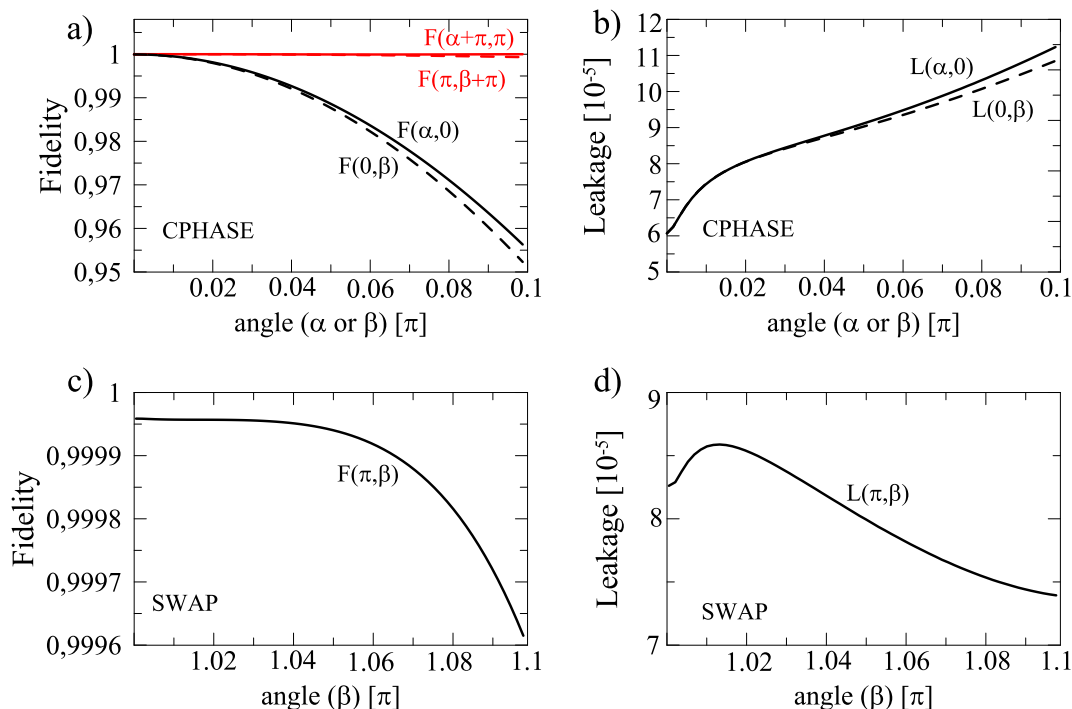 a)
Fidelity
1
0,99
0,98
0,97
0,96
0,95
F(α+π,π)
F(π,β+π)
F(α,0)
F(0,β)
CPHASE
0.02 0.04 0.06 0.08 0.1
angle (α or β) [π]
b)
Leakage [10-5]
12
11
10
9
8
7
6
5
L(α,0)
L(0,β)
CPHASE
0.02 0.04 0.06 0.08 0.1
angle (α or β) [π]
c)
Fidelity
1
0,9999
0,9998
0,9997
0,9996
F(π,β)
SWAP
1.02 1.04 1.06 1.08 1.1
angle (β) [π]
d)
Leakage [10-5]
9
8
7
L(π,β)
SWAP
1.02 1.04 1.06 1.08 1.1
angle (β) [π]